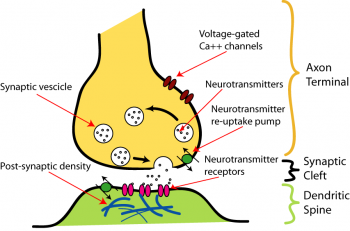 Voltage-gated
Ca++ channels
Axon
Terminal
Synaptic vesicle
Neurotransmitters
Neurotransmitter
re-uptake pump
Post-synaptic density
Neurotransmitter
receptors
Synaptic
Cleft
Dendritic
Spine